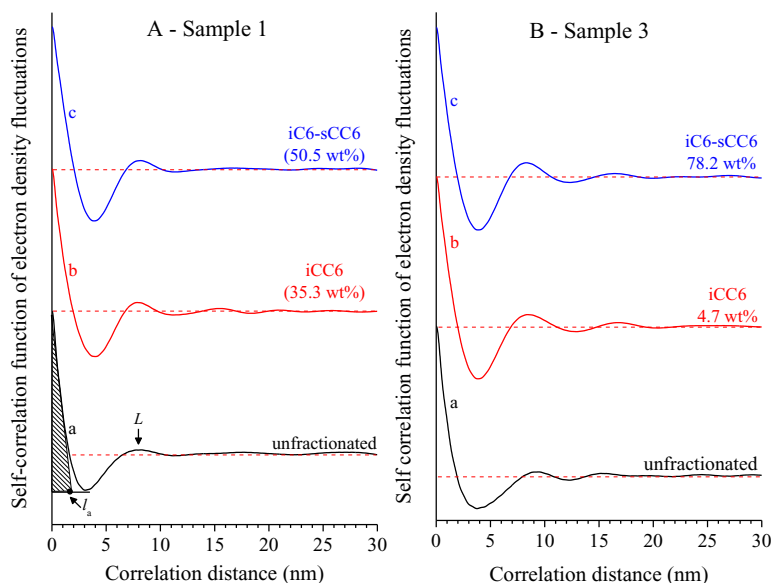 A - Sample 1
Self-correlation function of electron density fluctuations
c
iC6-sCC6
(50.5 wt%)
b
iCC6
(35.3 wt%)
a
L
unfractionated
la
0 5 10 15 20 25 30
Correlation distance (nm)
B - Sample 3
Self correlation function of electron density fluctuations
c
iC6-sCC6
78.2 wt%
b
iCC6
4.7 wt%
a
unfractionated
0 5 10 15 20 25 30
Correlation distance (nm)